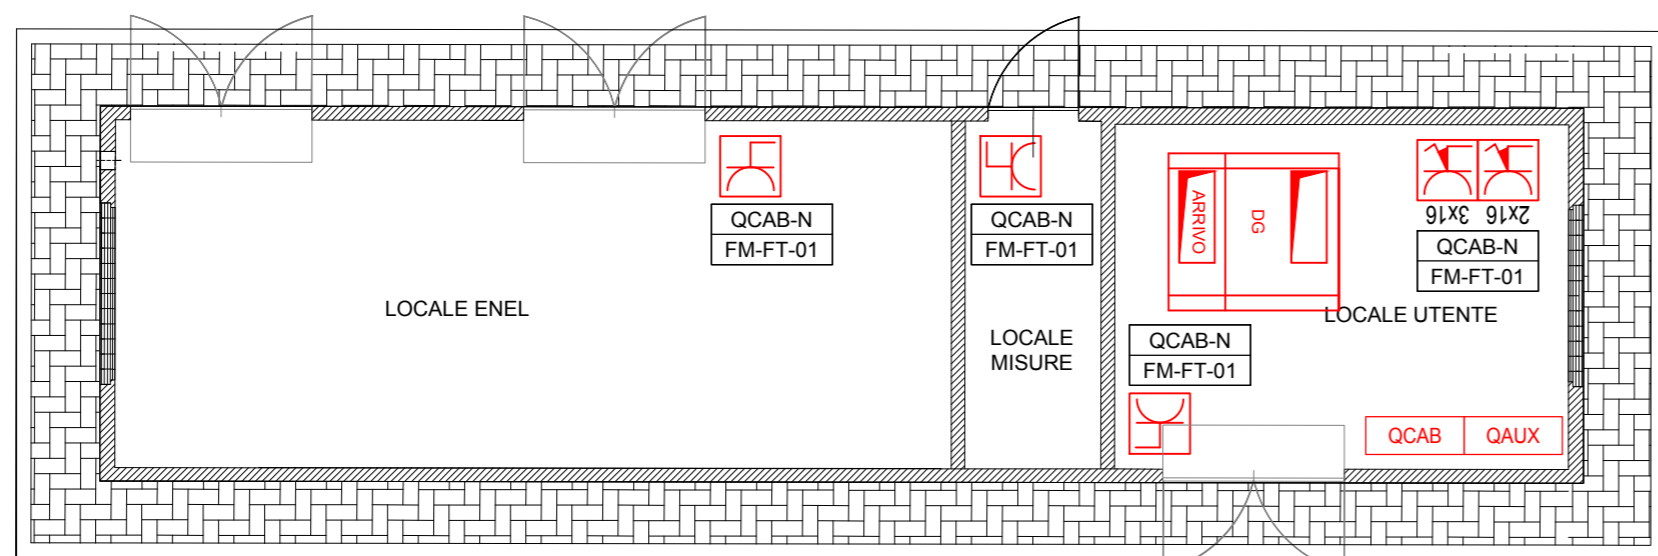 QCAB-N
FM-FT-01
LOCALE ENEL
QCAB-N
FM-FT-01
LOCALE
MISURE
ARRIVO
DG
3x16
2x16
QCAB-N
FM-FT-01
LOCALE UTENTE
QCAB-N
FM-FT-01
QCAB
QAUX